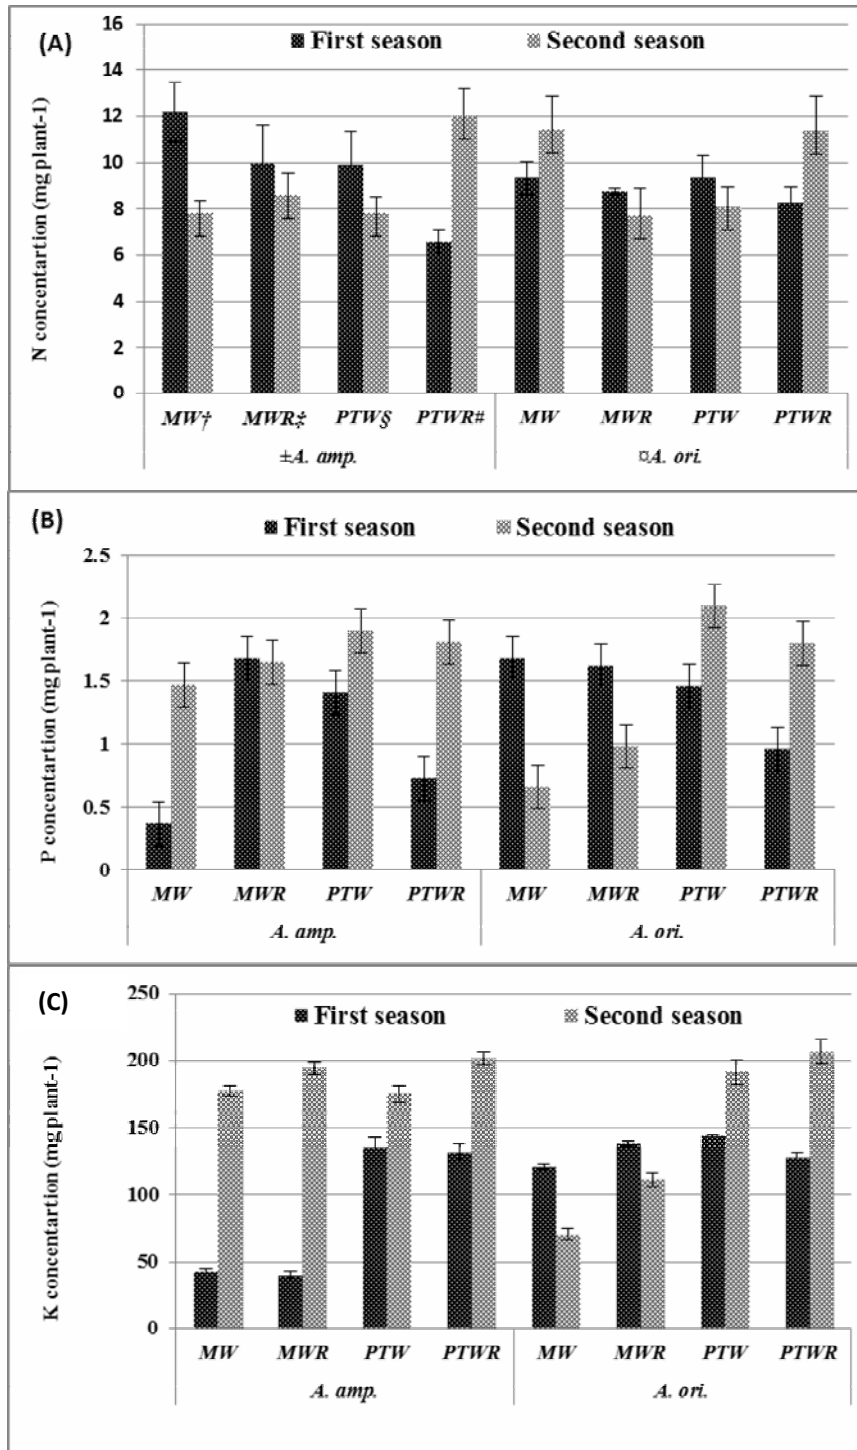 (A)
First season Second season
N concentartion (mg plant-1)
16
14
12
10
8
6
4
2
0
MW† MWR‡ PTW§ PTWR# MW MWR PTW PTWR
±A. amp. ¤A. ori.
(B)
First season Second season
P concentartion (mg plant-1)
2.5
2
1.5
1
0.5
0
MW MWR PTW PTWR MW MWR PTW PTWR
A. amp. A. ori.
(C)
First season Second season
K concentartion (mg plant-1)
250
200
150
100
50
0
MW MWR PTW PTWR MW MWR PTW PTWR
A. amp. A. ori.